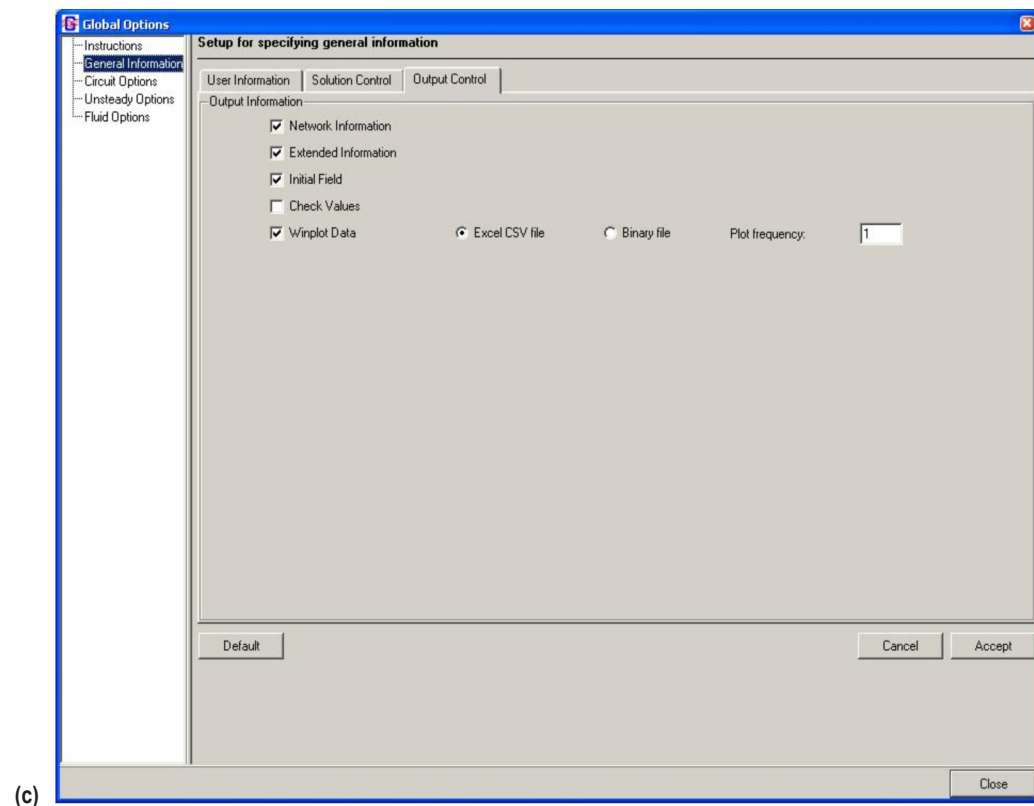 Global Options
Instructions
General Information
Circuit Options
Unsteady Options
Fluid Options
Setup for specifying general information
User Information
Solution Control
Output Control
Output Information
Network Information
Extended Information
Initial Field
Check Values
Winplot Data Excel CSV file Binary file Plot frequency: 1
Default Cancel Accept
Close
(c)